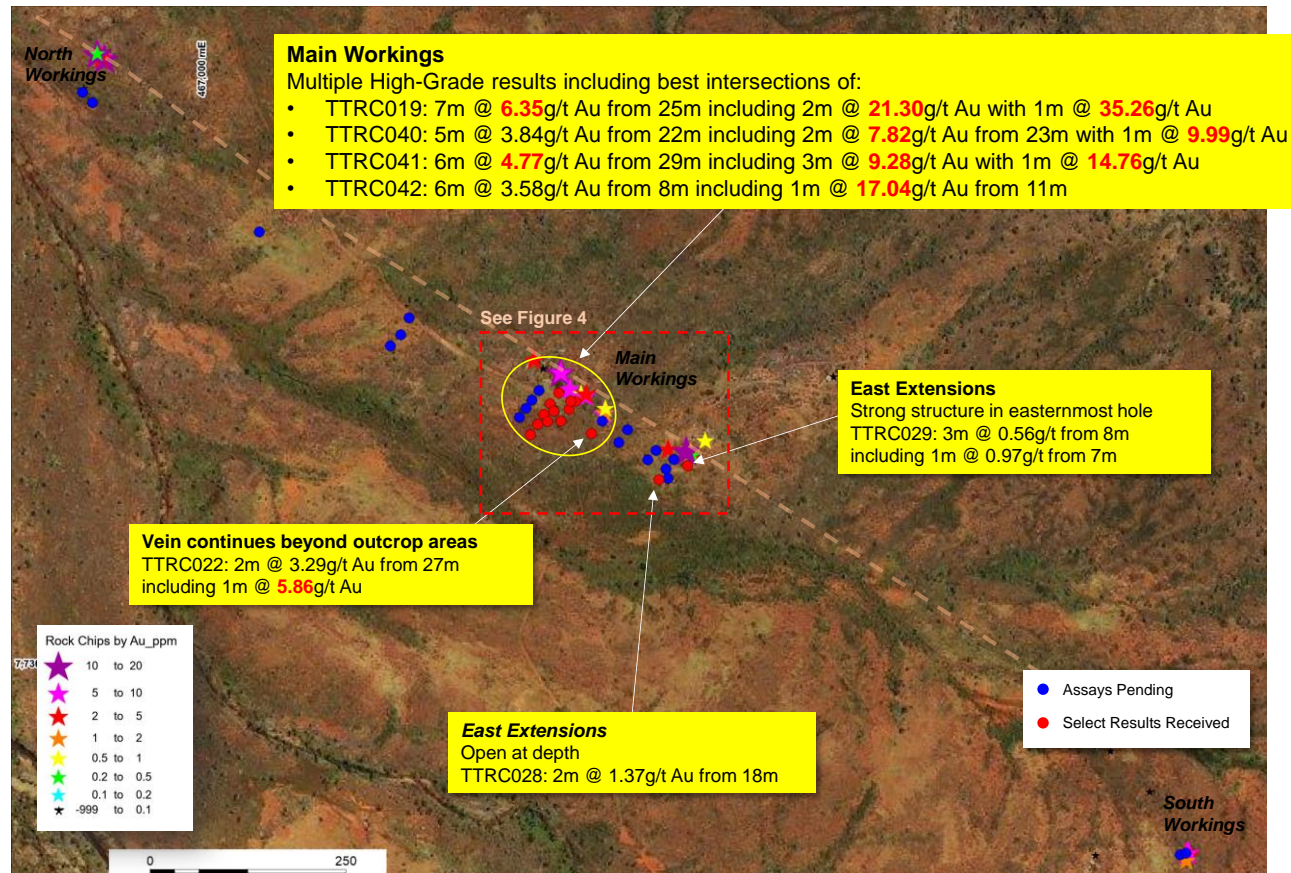 North
Workings
467,000 mE
Main Workings
Multiple High-Grade results including best intersections of:
• TTRC019: 7m @ 6.35g/t Au from 25m including 2m @ 21.30g/t Au with 1m @ 35.26g/t Au
• TTRC040: 5m @ 3.84g/t Au from 22m including 2m @ 7.82g/t Au from 23m with 1m @ 9.99g/t Au
• TTRC041: 6m @ 4.77g/t Au from 29m including 3m @ 9.28g/t Au with 1m @ 14.76g/t Au
• TTRC042: 6m @ 3.58g/t Au from 8m including 1m @ 17.04g/t Au from 11m
See Figure 4
Main
Workings
East Extensions
Strong structure in easternmost hole
TTRC029: 3m @ 0.56g/t from 8m
including 1m @ 0.97g/t from 7m
Vein continues beyond outcrop areas
TTRC022: 2m @ 3.29g/t Au from 27m
including 1m @ 5.86g/t Au
East Extensions
Open at depth
TTRC028: 2m @ 1.37g/t Au from 18m
Rock Chips by Au_ppm
10 to 20
5 to 10
2 to 5
1 to 2
0.5 to 1
0.2 to 0.5
0.1 to 0.2
-999 to 0.1
Assays Pending
Select Results Received
South
Workings
0 250